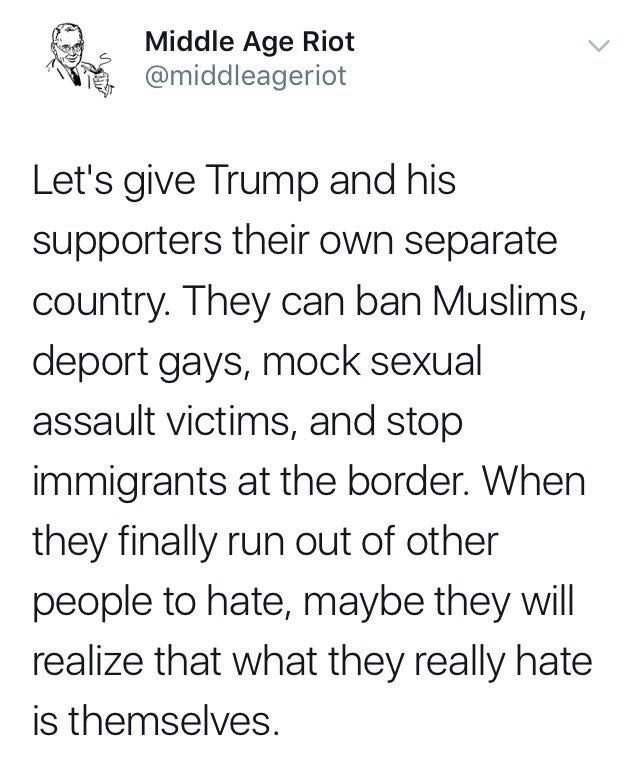 Middle Age Riot
@middleageriot
Let's give Trump and his
supporters their own separate
country. They can ban Muslims,
deport gays, mock sexual
assault victims, and stop
immigrants at the border. When
they finally run out of other
people to hate, maybe they will
realize that what they really hate
is themselves.